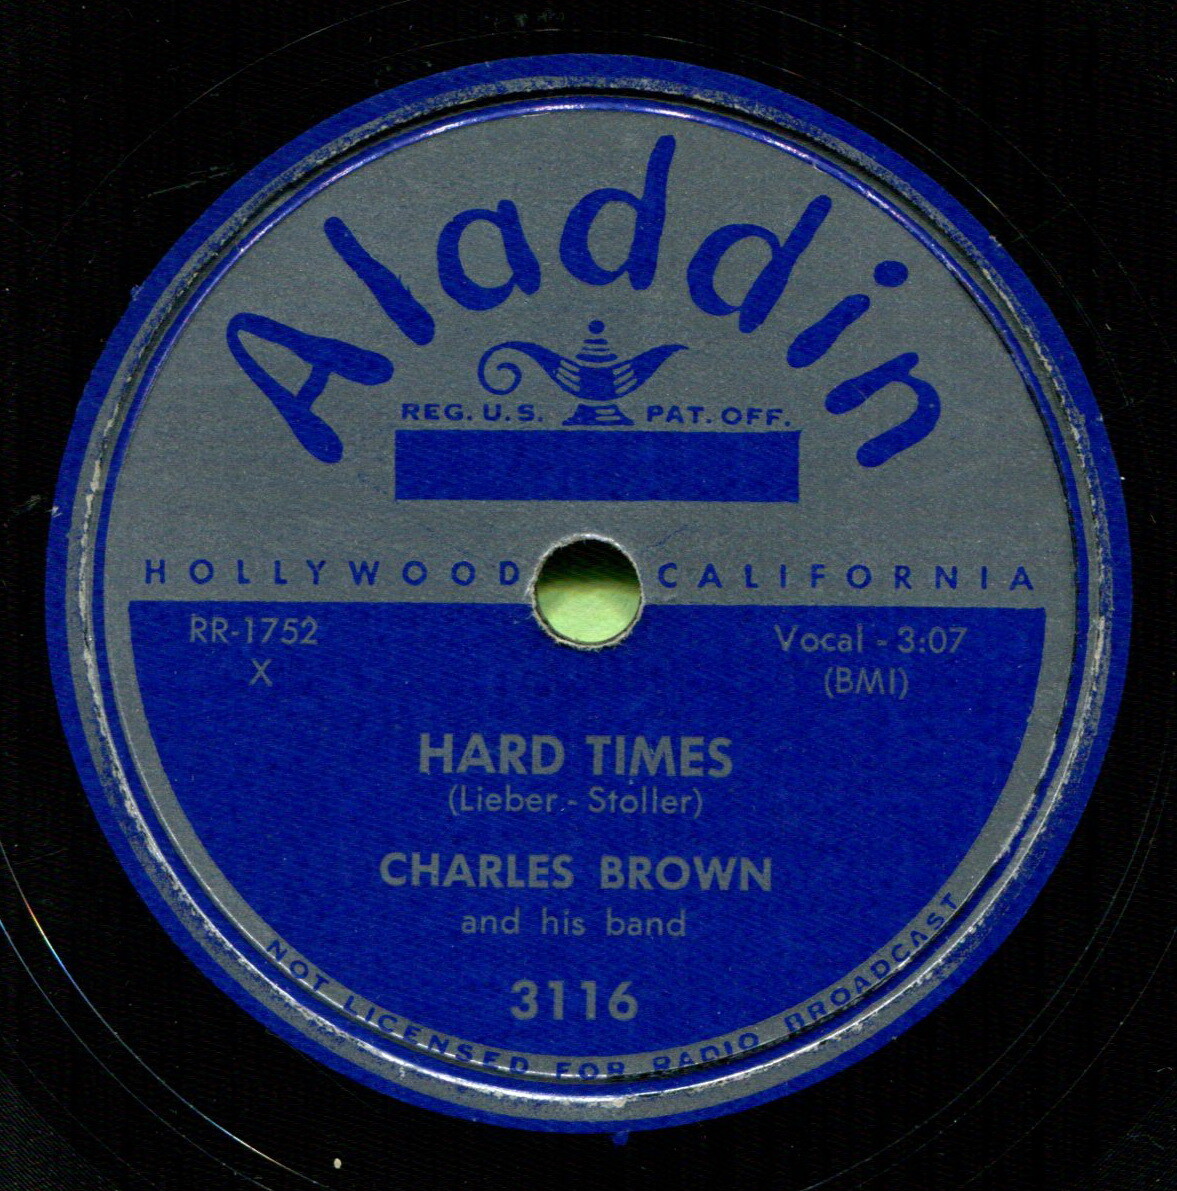 Aladdin
REG. U.S. PAT. OFF.
HOLLYWOOD CALIFORNIA
RR-1752
X
Vocal - 3:07
(BMI)
HARD TIMES
(Lieber - Stoller)
CHARLES BROWN
and his band
3116
NOT LICENSED FOR RADIO BROADCAST